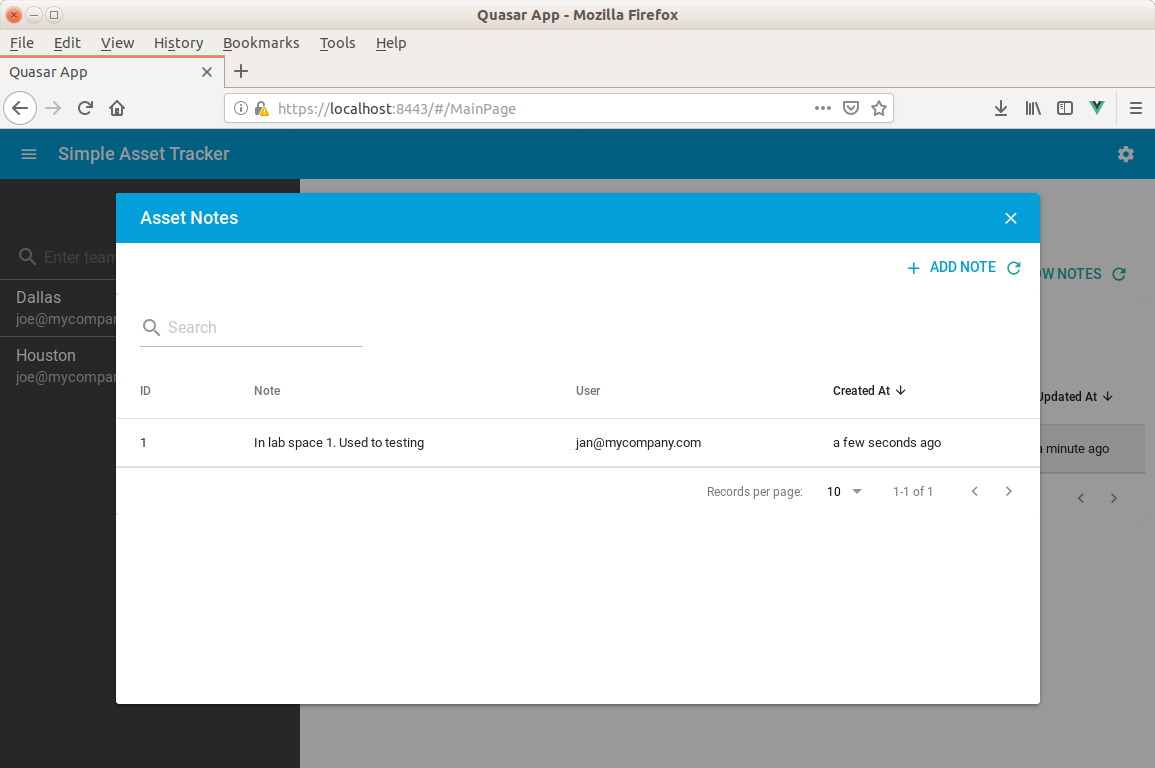 Quasar App - Mozilla Firefox
File Edit View History Bookmarks Tools Help
Quasar App
https://localhost:8443/#/MainPage
Simple Asset Tracker
Asset Notes
ADD NOTE
OW NOTES
Enter team
Search
Dallas
joe@mycompar
Houston
joe@mycompar
ID Note User Created At
Updated At
1 In lab space 1. Used to testing jan@mycompany.com a few seconds ago
a minute ago
Records per page: 10 1-1 of 1